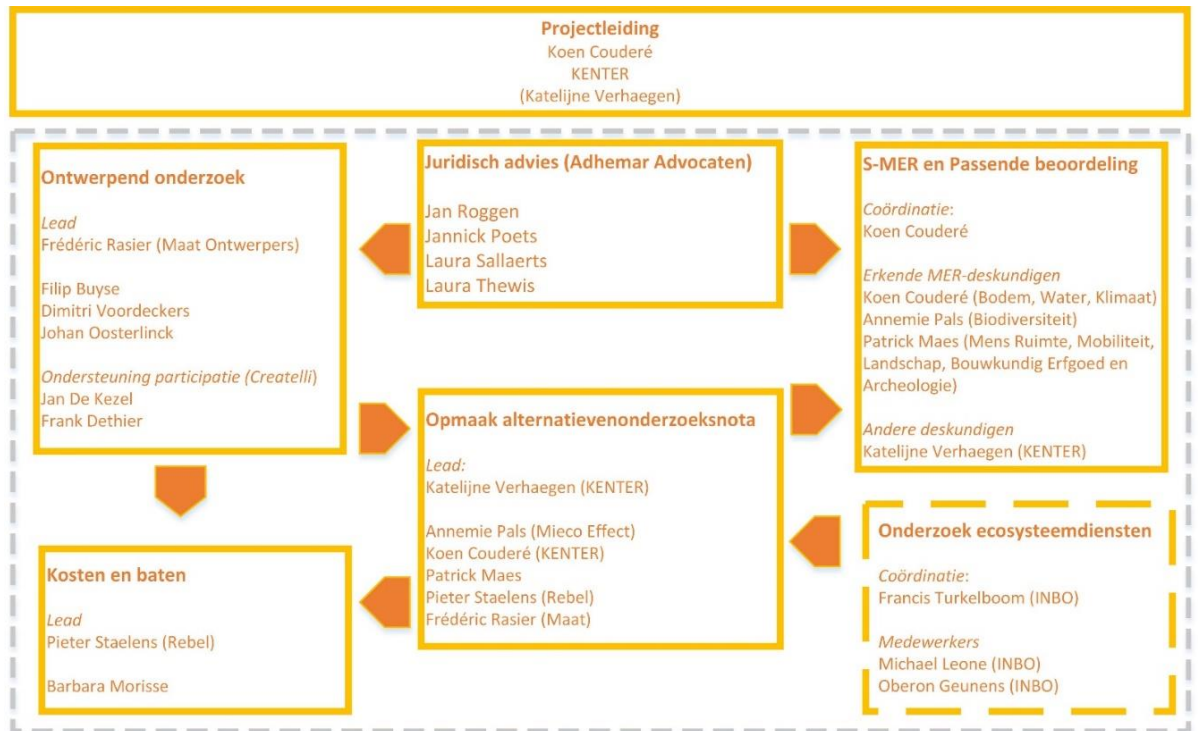 Projectleiding
Koen Couderé
KENTER
(Katelijne Verhaegen)
Ontwerpend onderzoek
Lead
Frédéric Rasier (Maat Ontwerpers)
Filip Buyse
Dimitri Voordeckers
Johan Oosterlinck
Ondersteuning participatie (Createlli)
Jan De Kezel
Frank Dethier
Juridisch advies (Adhemar Advocaten)
Jan Roggen
Jannick Poets
Laura Sallaerts
Laura Thewis
S-MER en Passende beoordeling
Coördinatie:
Koen Couderé
Erkende MER-deskundigen
Koen Couderé (Bodem, Water, Klimaat)
Annemie Pals (Biodiversiteit)
Patrick Maes (Mens Ruimte, Mobiliteit,
Landschap, Bouwkundig Erfgoed en
Archeologie)
Andere deskundigen
Katelijne Verhaegen (KENTER)
Kosten en baten
Lead
Pieter Staelens (Rebel)
Barbara Morisse
Opmaak alternatievenonderzoeksnota
Lead:
Katelijne Verhaegen (KENTER)
Annemie Pals (Mieco Effect)
Koen Couderé (KENTER)
Patrick Maes
Pieter Staelens (Rebel)
Frédéric Rasier (Maat)
Onderzoek ecosysteemdiensten
Coördinatie:
Francis Turkelboom (INBO)
Medewerkers
Michael Leone (INBO)
Oberon Geunens (INBO)